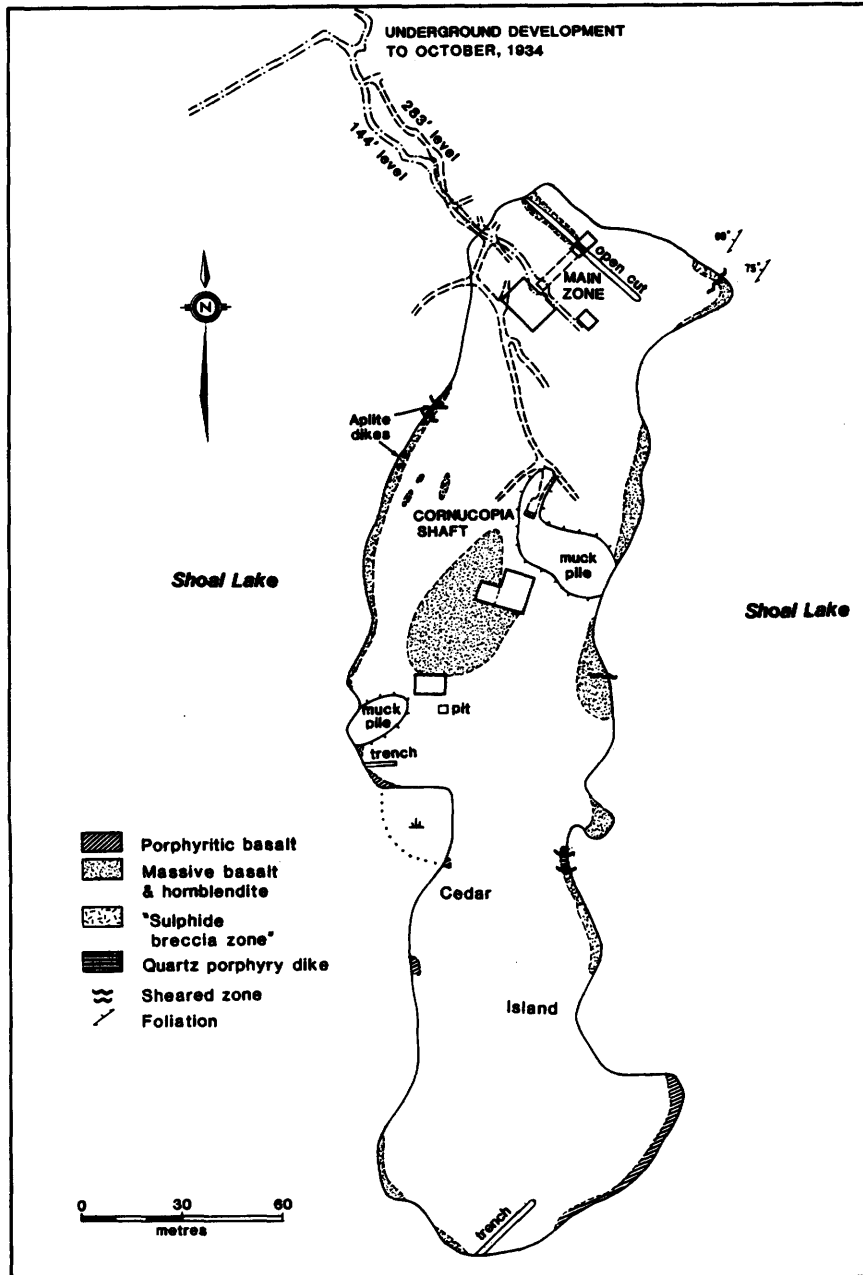 UNDERGROUND DEVELOPMENT
TO OCTOBER, 1934
283' level
144' level
N
open cut
60°
75°
MAIN
ZONE
Aplite
dikes
CORNUCOPIA
SHAFT
muck
pile
Shoal Lake
Shoal Lake
muck
pile
pit
trench
Porphyritic basalt
Massive basalt
& hornblendite
"Sulphide
breccia zone"
Quartz porphyry dike
Sheared zone
Foliation
Cedar
Island
0 30 60
metres
trench